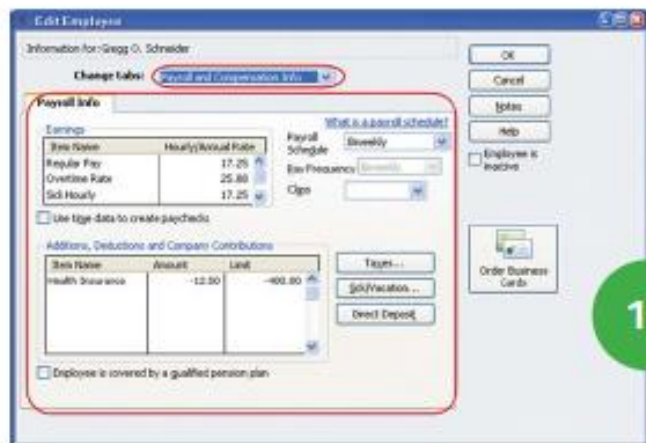 Edit Employee
Information for: Gregg O. Schneider
Change tabs: Payroll and Compensation Info
Payroll Info
What is a payroll schedule?
Earnings
Item Name Hourly/Annual Rate
Regular Pay 17.25
Overtime Rate 25.88
Sick Hourly 17.25
Payroll Schedule Biweekly
Pay Frequency Biweekly
Class
Use time data to create paychecks
Additions, Deductions and Company Contributions
Item Name Amount Limit
Health Insurance -12.50 -400.00
Taxes...
Sick/Vacation...
Direct Deposit
Employee is covered by a qualified pension plan
OK
Cancel
Notes
Help
Employee is inactive
Order Business Cards
1